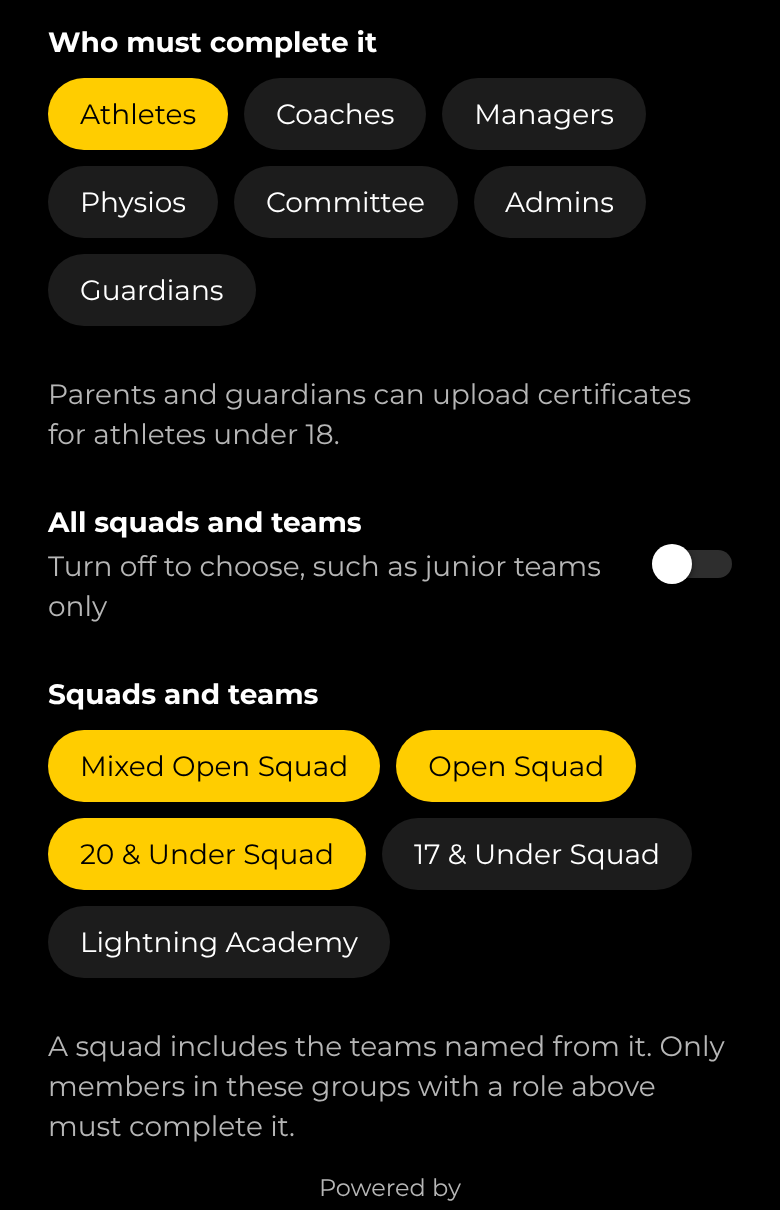 Who must complete it
Athletes
Coaches
Managers
Physios
Committee
Admins
Guardians
Parents and guardians can upload certificates
for athletes under 18.
All squads and teams
Turn off to choose, such as junior teams
only
Squads and teams
Mixed Open Squad
Open Squad
20 & Under Squad
17 & Under Squad
Lightning Academy
A squad includes the teams named from it. Only
members in these groups with a role above
must complete it.
Powered by